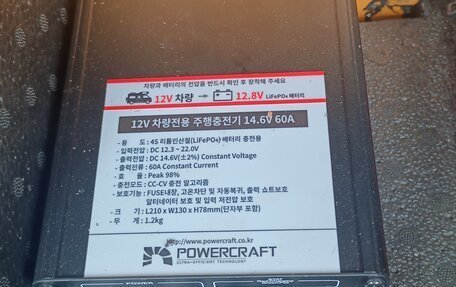 차량과 배터리의 전압을 반드시 확인 후 장착해 주세요
12V 차량 → 12.8V LiFePO₄ 배터리
12V 차량전용 주행충전기 14.6V 60A
- 용 도 : 4S 리튬인산철(LiFePO₄) 배터리 충전용
- 입력전압 : DC 12.3 ~ 22.0V
- 출력전압 : DC 14.6V(±2%) Constant Voltage
- 출력전류 : 60A Constant Current
- 효 율 : Peak 98%
- 충전모드 : CC-CV 충전 알고리즘
- 보호기능 : FUSE내장, 고온차단 및 자동복귀, 출력 쇼트보호
알터네이터 보호 및 입력 저전압 보호
- 크 기 : L210 x W130 x H78mm(단자부 포함)
- 무 게 : 1.2kg
http://www.powercraft.co.kr
POWERCRAFT
ULTRA-EFFICIENT TECHNOLOGY
POWER